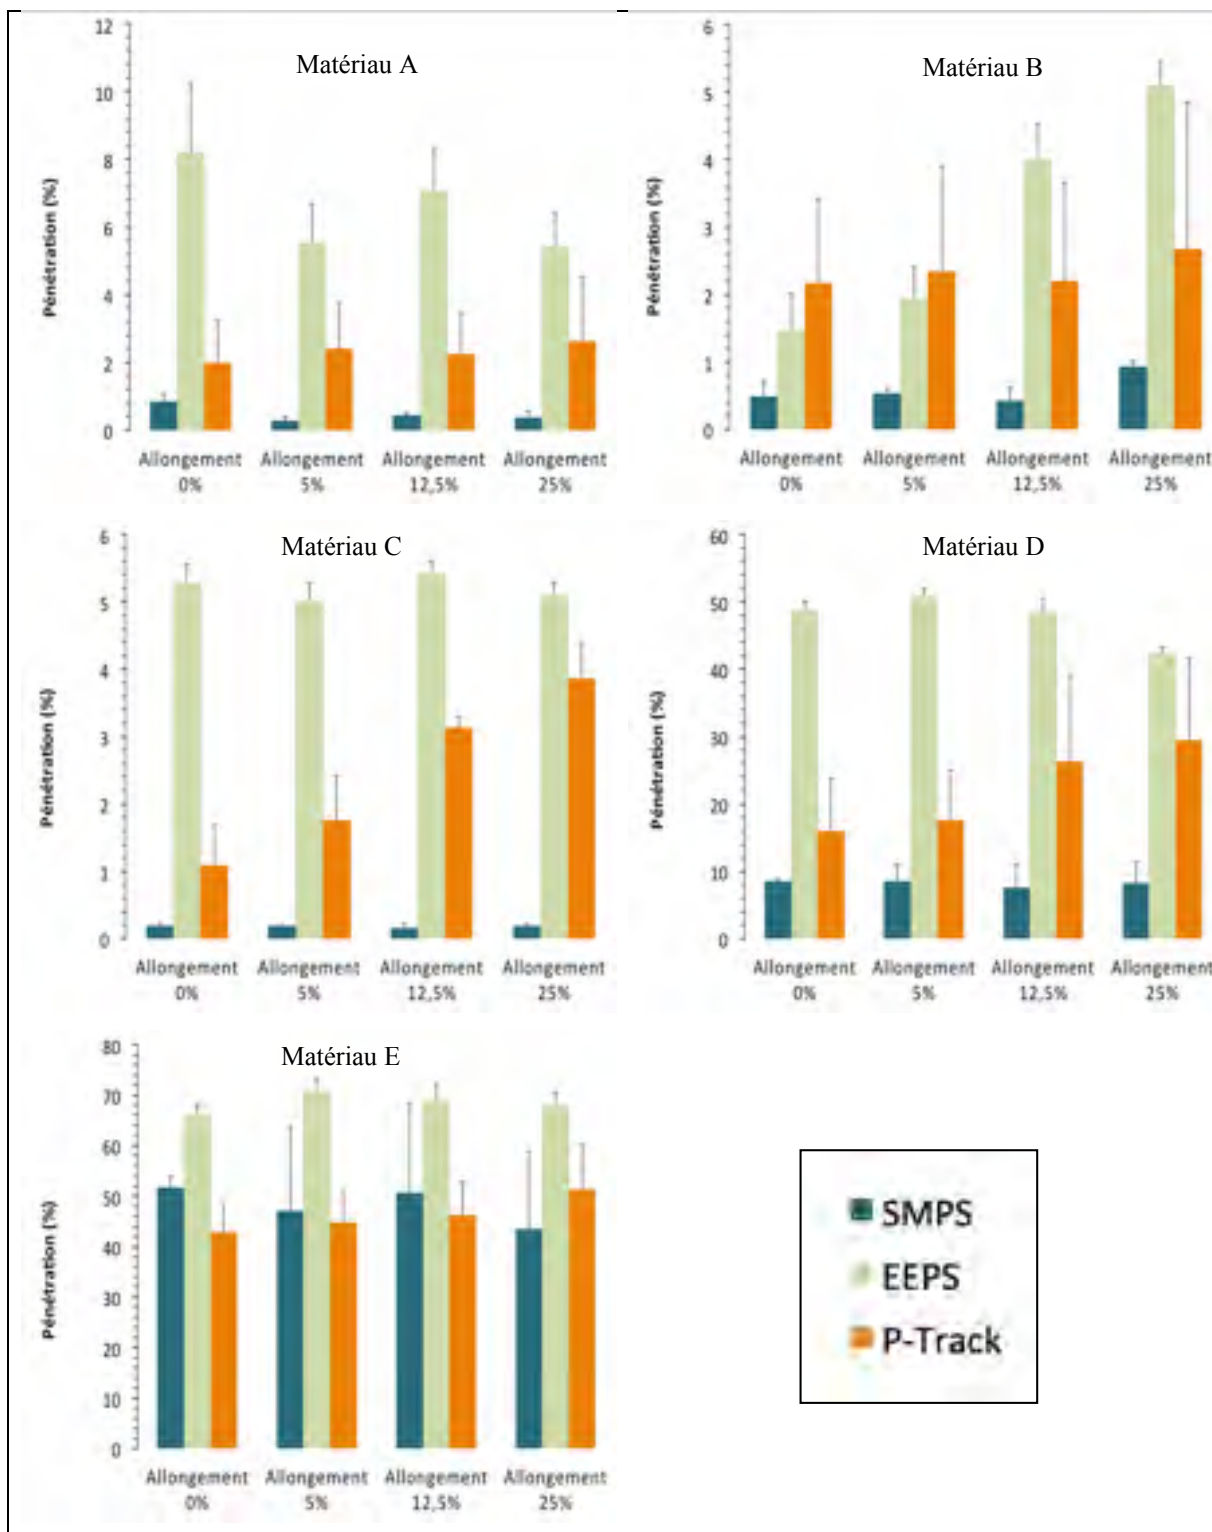 Matériau A
Pénétration (%)
12
10
8
6
4
2
0
Allongement 0%
Allongement 5%
Allongement 12,5%
Allongement 25%
Matériau B
Pénétration (%)
6
5
4
3
2
1
0
Allongement 0%
Allongement 5%
Allongement 12,5%
Allongement 25%
Matériau C
Pénétration (%)
6
5
4
3
2
1
0
Allongement 0%
Allongement 5%
Allongement 12,5%
Allongement 25%
Matériau D
Pénétration (%)
60
50
40
30
20
10
0
Allongement 0%
Allongement 5%
Allongement 12,5%
Allongement 25%
Matériau E
Pénétration (%)
80
70
60
50
40
30
20
10
0
Allongement 0%
Allongement 5%
Allongement 12,5%
Allongement 25%
SMPS
EEPS
P-Track